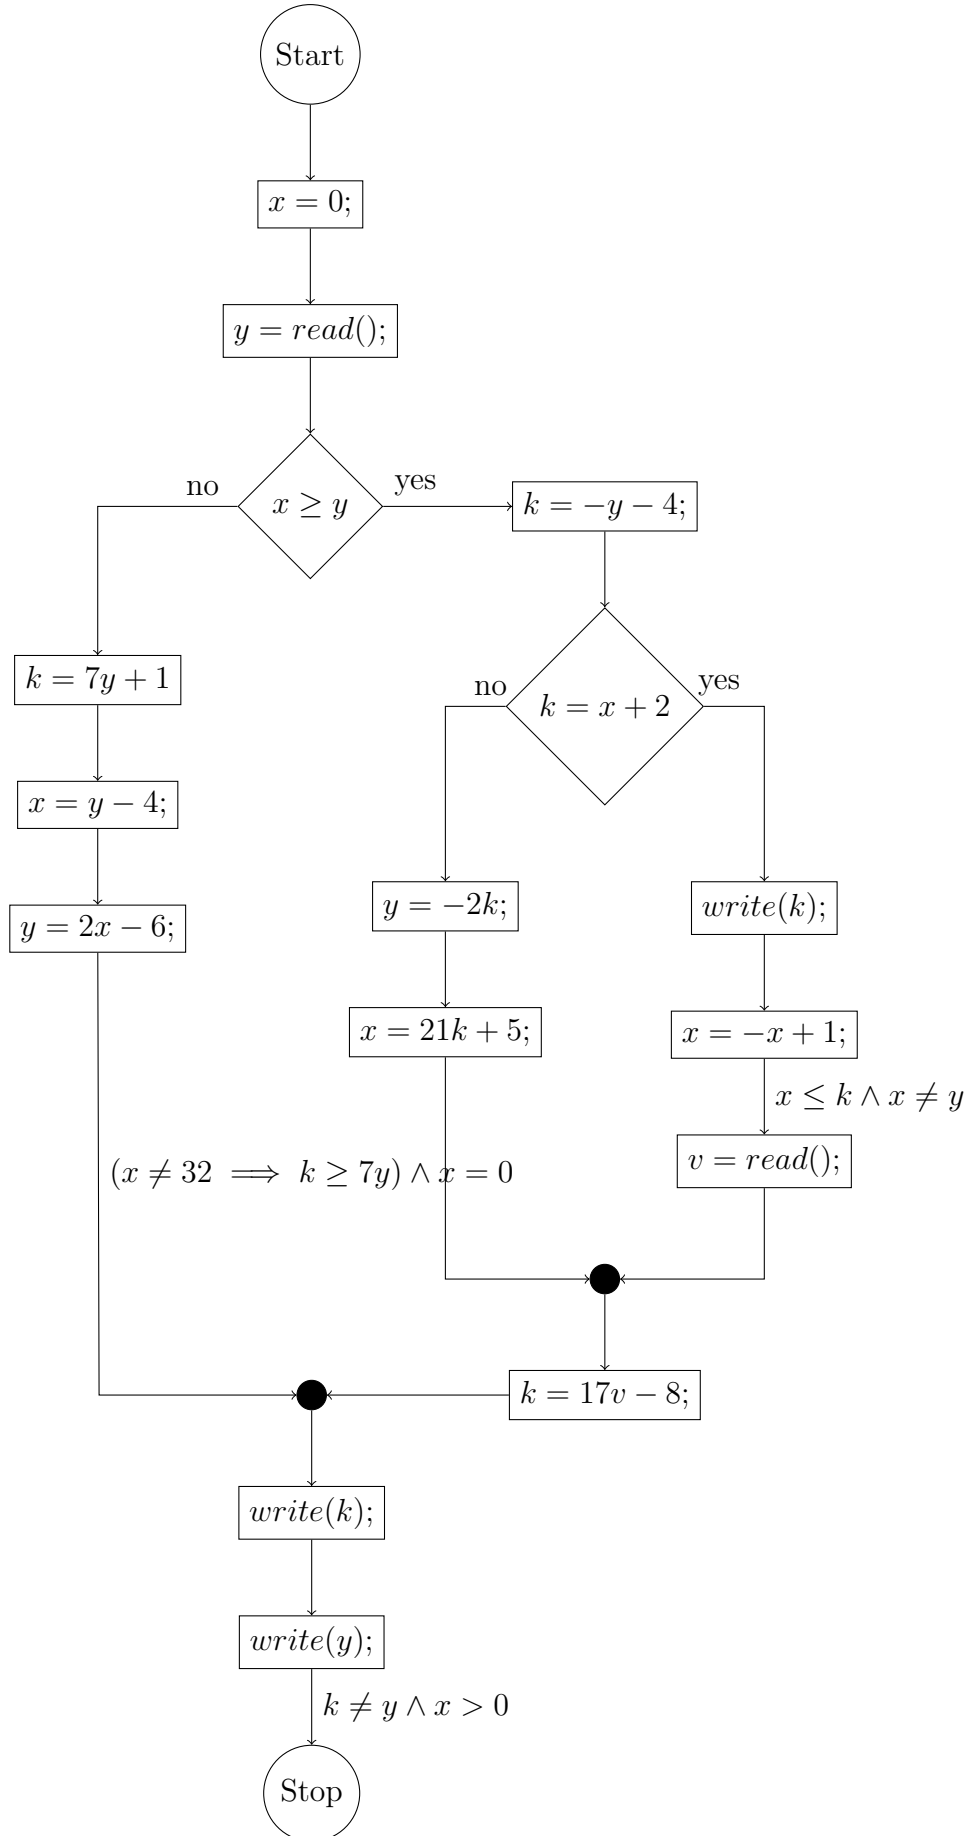 Start
x = 0;
y = read();
x ≥ y
no
yes
k = −y − 4;
k = 7y + 1
x = y − 4;
y = 2x − 6;
k = x + 2
no
yes
y = −2k;
x = 21k + 5;
write(k);
x = −x + 1;
x ≤ k ∧ x ≠ y
v = read();
(x ≠ 32 ⟹ k ≥ 7y) ∧ x = 0
k = 17v − 8;
write(k);
write(y);
k ≠ y ∧ x > 0
Stop